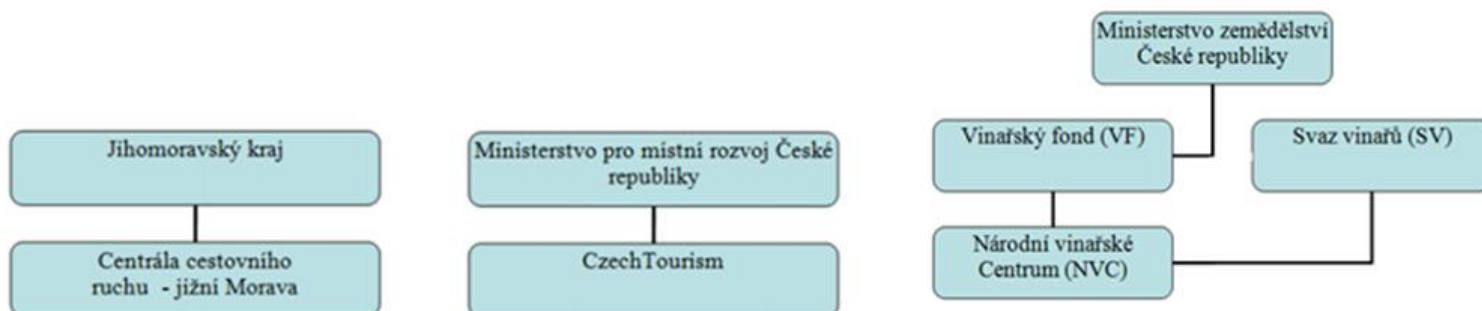 Ministerstvo zemědělství
České republiky
Jihomoravský kraj
Ministerstvo pro místní rozvoj České
republiky
Vinařský fond (VF)
Svaz vinařů (SV)
Centrála cestovního
ruchu - jižní Morava
CzechTourism
Národní vinařské
Centrum (NVC)